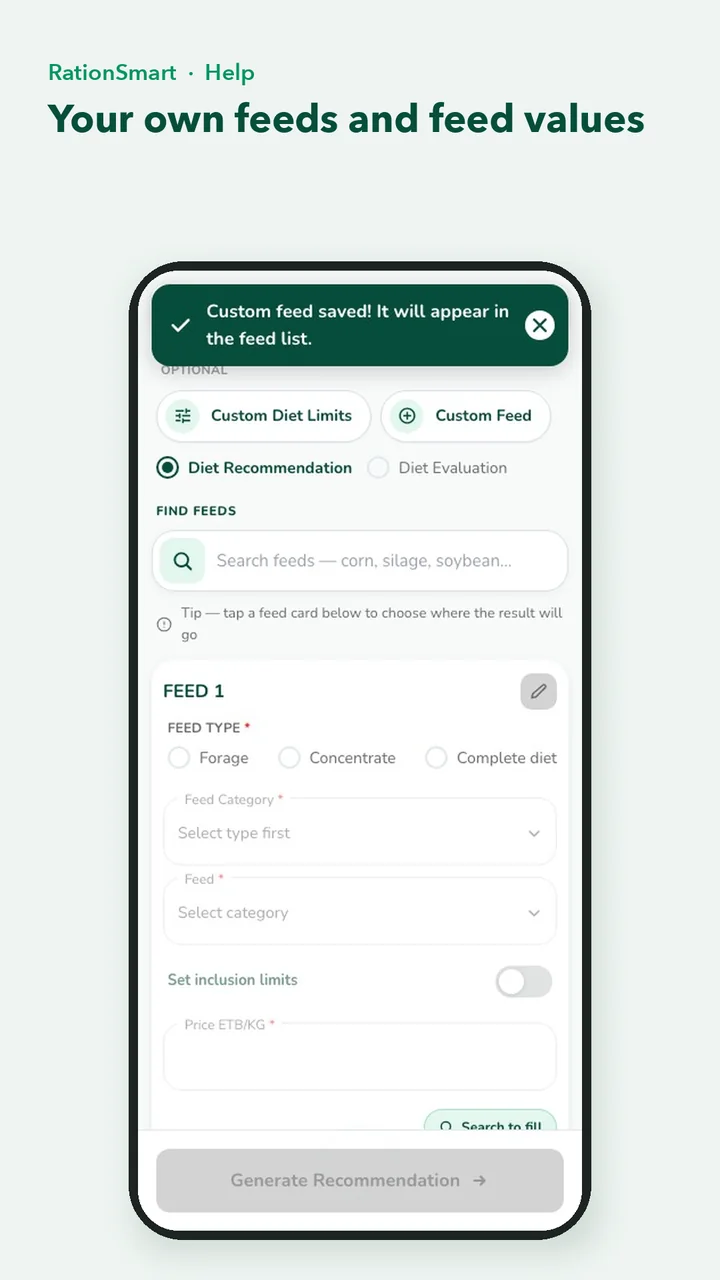 RationSmart · Help
Your own feeds and feed values
Custom feed saved! It will appear in
the feed list.
OPTIONAL
Custom Diet Limits
Custom Feed
Diet Recommendation
Diet Evaluation
FIND FEEDS
Search feeds — corn, silage, soybean...
Tip — tap a feed card below to choose where the result will
go
FEED 1
FEED TYPE *
Forage
Concentrate
Complete diet
Feed Category *
Select type first
Feed *
Select category
Set inclusion limits
Price ETB/KG *
Search to fill
Generate Recommendation →